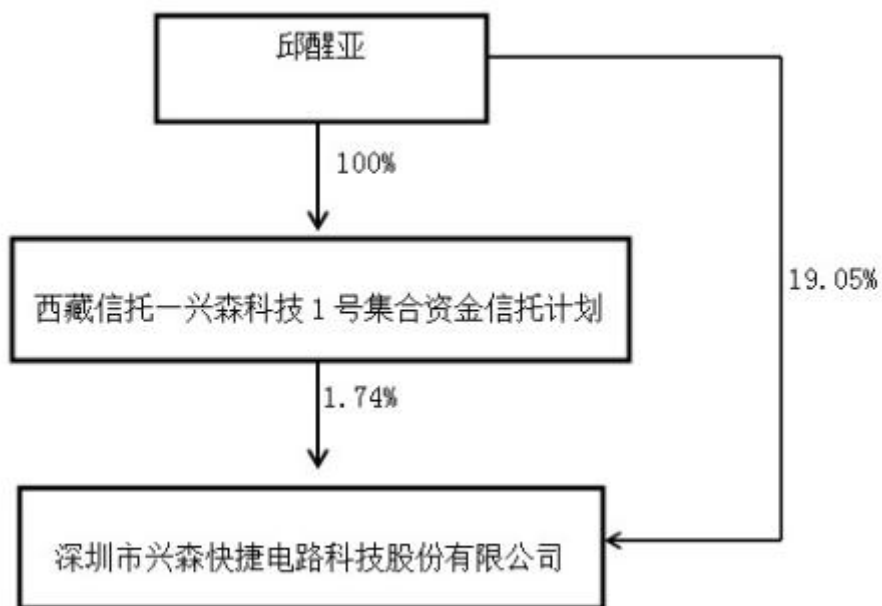 邱醒亚
100%
西藏信托一兴森科技1号集合资金信托计划
19.05%
1.74%
深圳市兴森快捷电路科技股份有限公司